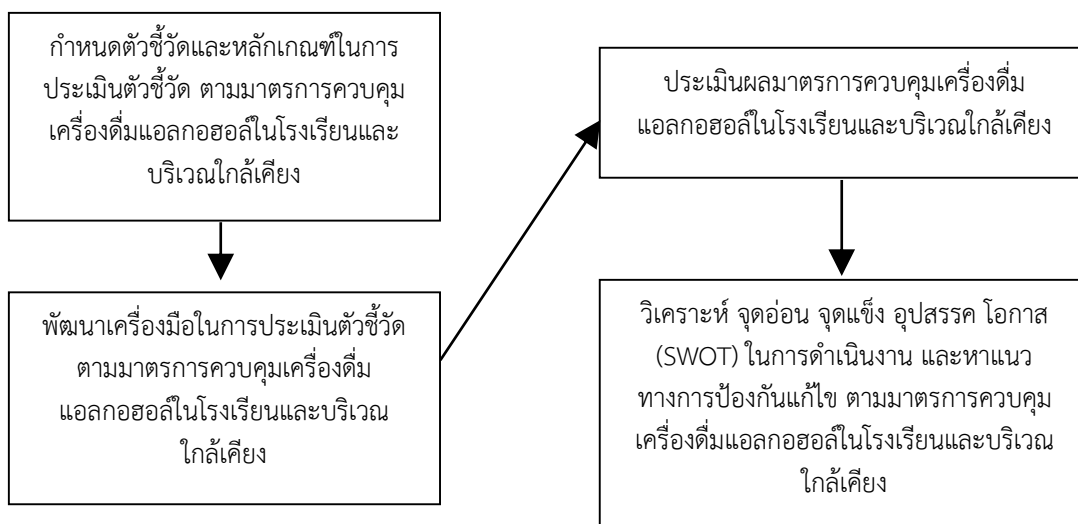 กำหนดตัวชี้วัดและหลักเกณฑ์ในการ
ประเมินตัวชี้วัด ตามมาตรการควบคุม
เครื่องดื่มแอลกอฮอล์ในโรงเรียนและ
บริเวณใกล้เคียง
พัฒนาเครื่องมือในการประเมินตัวชี้วัด
ตามมาตรการควบคุมเครื่องดื่ม
แอลกอฮอล์ในโรงเรียนและบริเวณ
ใกล้เคียง
ประเมินผลมาตรการควบคุมเครื่องดื่ม
แอลกอฮอล์ในโรงเรียนและบริเวณใกล้เคียง
วิเคราะห์ จุดอ่อน จุดแข็ง อุปสรรค โอกาส
(SWOT) ในการดำเนินงาน และหาแนว
ทางการป้องกันแก้ไข ตามมาตรการควบคุม
เครื่องดื่มแอลกอฮอล์ในโรงเรียนและบริเวณ
ใกล้เคียง